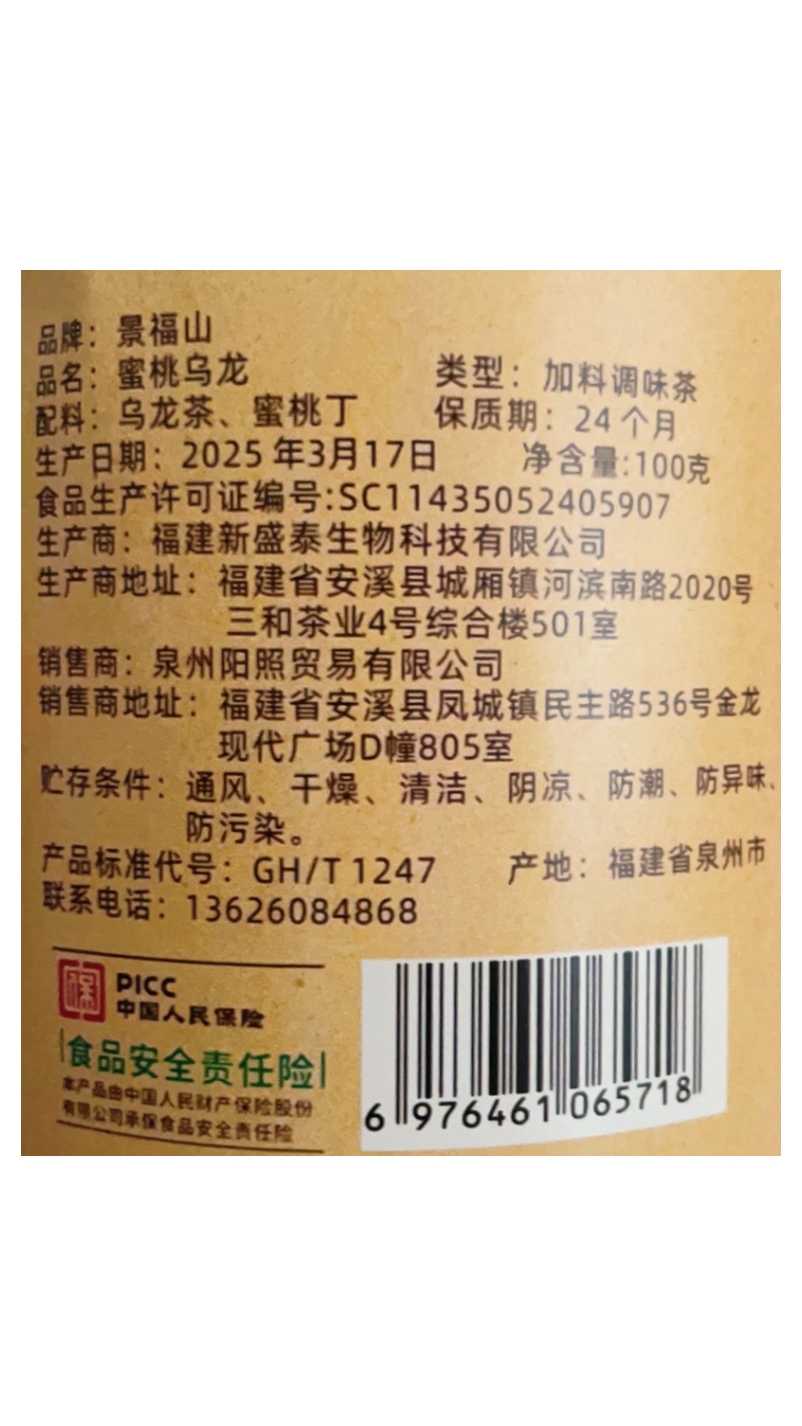 品牌：景福山
品名：蜜桃乌龙 类型：加料调味茶
配料：乌龙茶、蜜桃丁 保质期：24个月
生产日期：2025年3月17日 净含量:100克
食品生产许可证编号:SC11435052405907
生产商：福建新盛泰生物科技有限公司
生产商地址：福建省安溪县城厢镇河滨南路2020号
三和茶业4号综合楼501室
销售商：泉州阳照贸易有限公司
销售商地址：福建省安溪县凤城镇民主路536号金龙
现代广场D幢805室
贮存条件：通风、干燥、清洁、阴凉、防潮、防异味、
防污染。
产品标准代号：GH/T 1247 产地：福建省泉州市
联系电话：13626084868
PICC
中国人民保险
食品安全责任险
本产品由中国人民财产保险股份
有限公司承保食品安全责任险
6 976461 065718